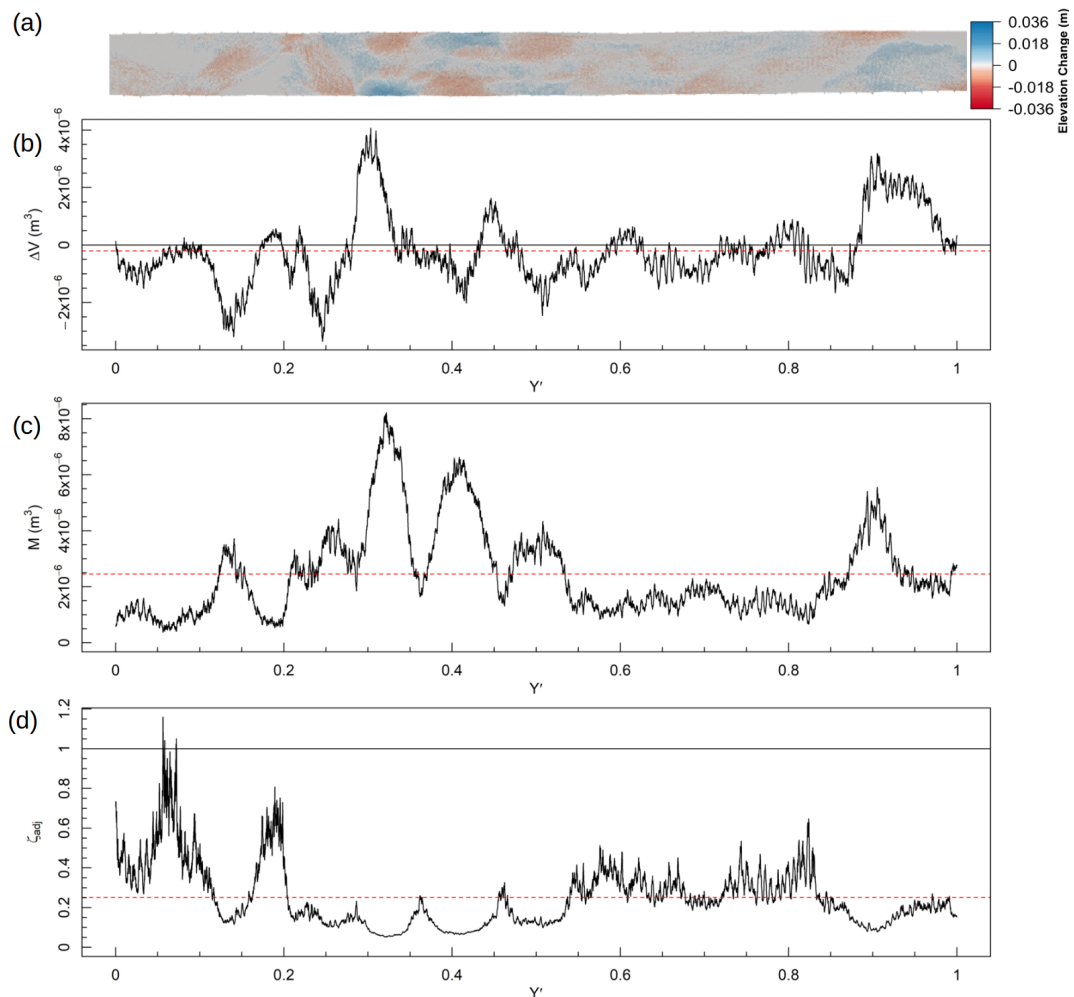 (a)
0.036
0.018
0
-0.018
-0.036
Elevation Change (m)
(b)
4x10⁻⁶
2x10⁻⁶
0
−2x10⁻⁶
ΔV (m³)
0 0.2 0.4 0.6 0.8 1
Y′
(c)
8x10⁻⁶
6x10⁻⁶
4x10⁻⁶
2x10⁻⁶
0
M (m³)
0 0.2 0.4 0.6 0.8 1
Y′
(d)
1.2
1
0.8
0.6
0.4
0.2
0
ζadj
0 0.2 0.4 0.6 0.8 1
Y′